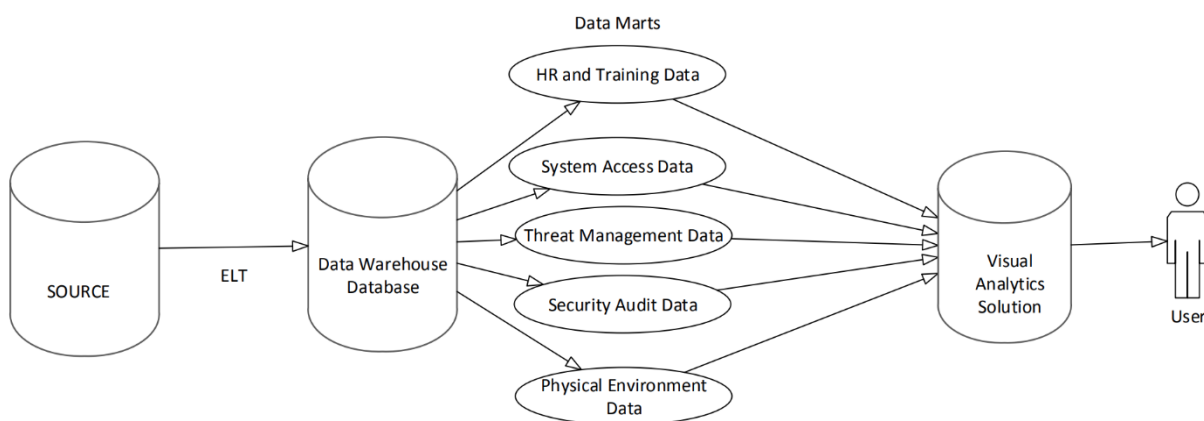 Data Marts
HR and Training Data
System Access Data
Threat Management Data
Security Audit Data
Physical Environment
Data
SOURCE
ELT
Data Warehouse
Database
Visual
Analytics
Solution
User